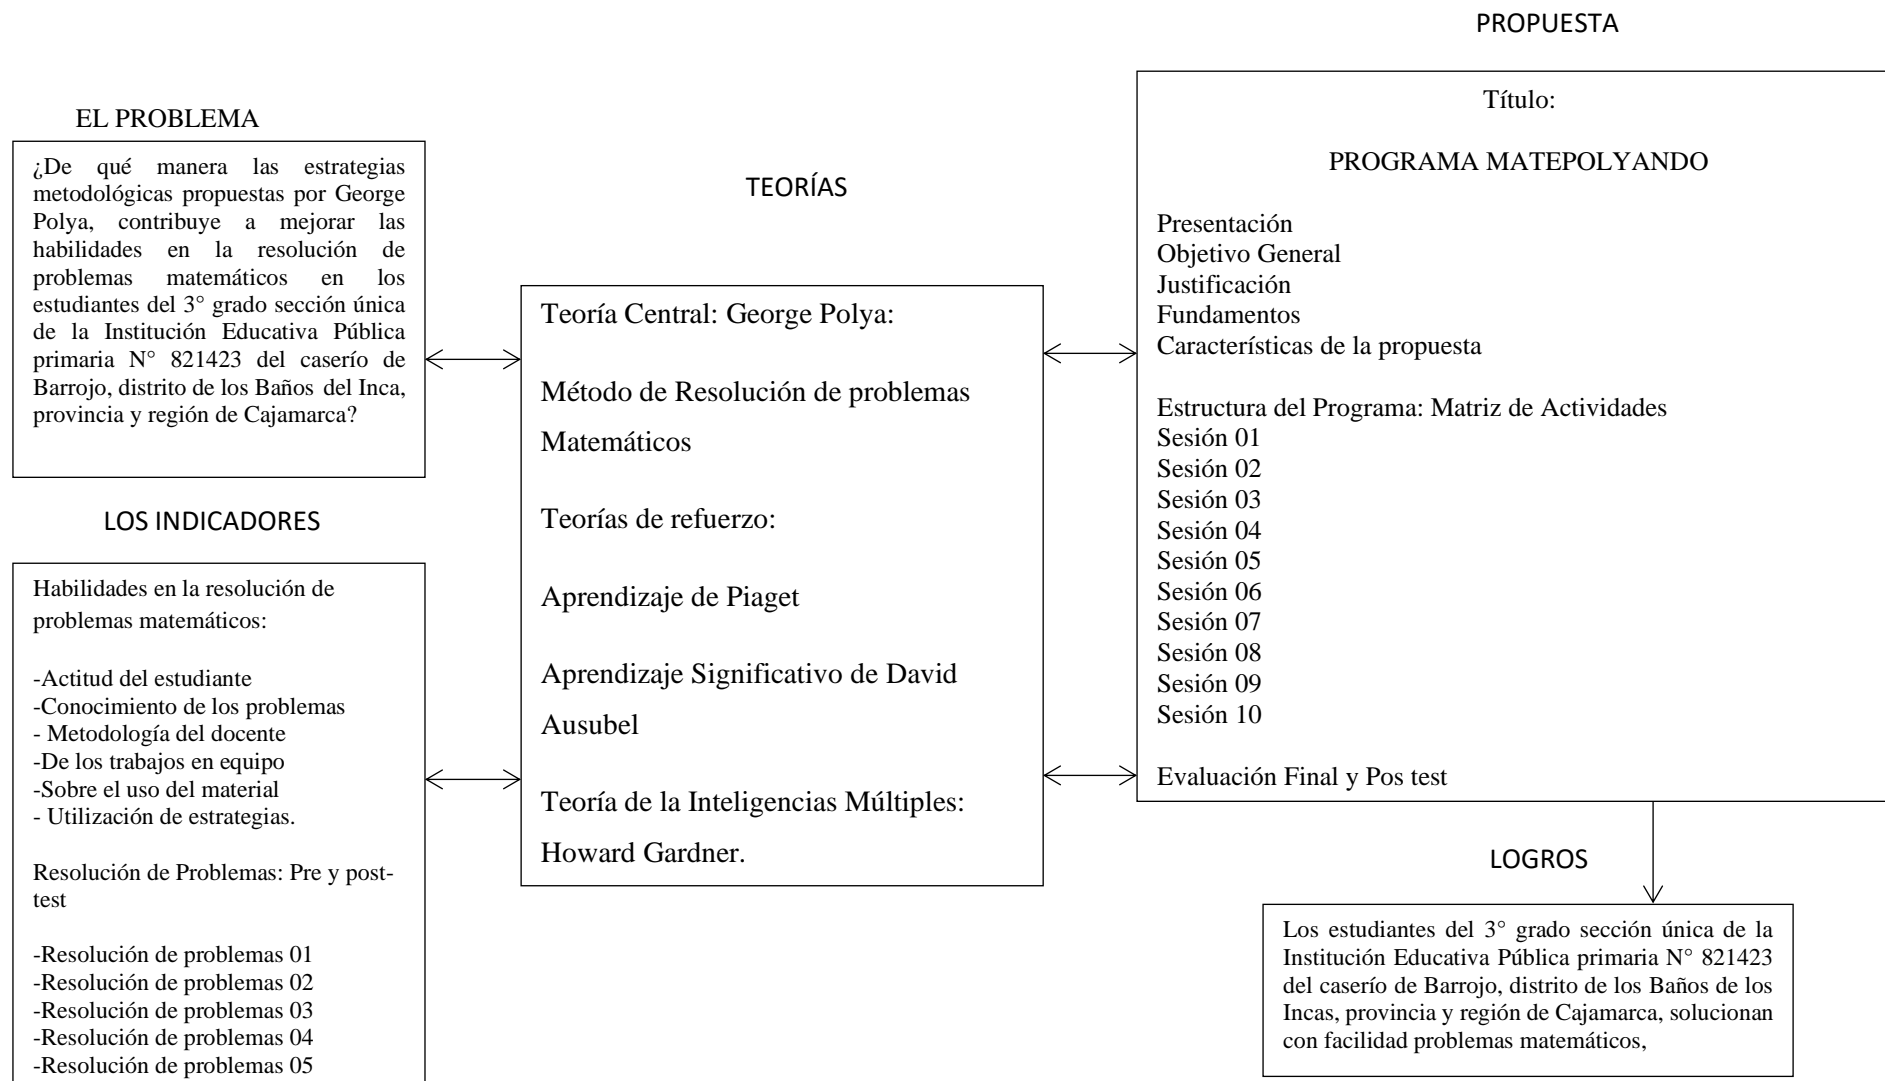 EL PROBLEMA
¿De qué manera las estrategias
metodológicas propuestas por George
Polya, contribuye a mejorar las
habilidades en la resolución de
problemas matemáticos en los
estudiantes del 3° grado sección única
de la Institución Educativa Pública
primaria N° 821423 del caserío de
Barrojo, distrito de los Baños del Inca,
provincia y región de Cajamarca?
LOS INDICADORES
Habilidades en la resolución de
problemas matemáticos:
-Actitud del estudiante
-Conocimiento de los problemas
- Metodología del docente
-De los trabajos en equipo
-Sobre el uso del material
- Utilización de estrategias.
Resolución de Problemas: Pre y post-
test
-Resolución de problemas 01
-Resolución de problemas 02
-Resolución de problemas 03
-Resolución de problemas 04
-Resolución de problemas 05
TEORÍAS
Teoría Central: George Polya:
Método de Resolución de problemas
Matemáticos
Teorías de refuerzo:
Aprendizaje de Piaget
Aprendizaje Significativo de David
Ausubel
Teoría de la Inteligencias Múltiples:
Howard Gardner.
PROPUESTA
Título:
PROGRAMA MATEPOLYANDO
Presentación
Objetivo General
Justificación
Fundamentos
Características de la propuesta
Estructura del Programa: Matriz de Actividades
Sesión 01
Sesión 02
Sesión 03
Sesión 04
Sesión 05
Sesión 06
Sesión 07
Sesión 08
Sesión 09
Sesión 10
Evaluación Final y Pos test
LOGROS
Los estudiantes del 3° grado sección única de la
Institución Educativa Pública primaria N° 821423
del caserío de Barrojo, distrito de los Baños de los
Incas, provincia y región de Cajamarca, solucionan
con facilidad problemas matemáticos,